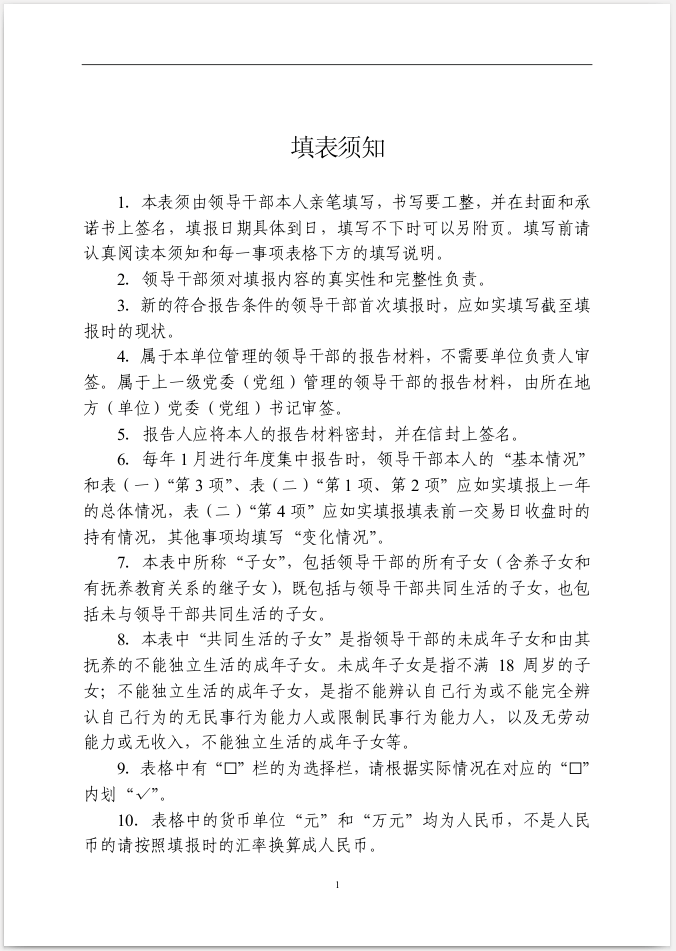 填表须知
1. 本表须由领导干部本人亲笔填写，书写要工整，并在封面和承
诺书上签名，填报日期具体到日，填写不下时可以另附页。填写前请
认真阅读本须知和每一事项表格下方的填写说明。
2. 领导干部须对填报内容的真实性和完整性负责。
3. 新的符合报告条件的领导干部首次填报时，应如实填写截至填
报时的现状。
4. 属于本单位管理的领导干部的报告材料，不需要单位负责人审
签。属于上一级党委（党组）管理的领导干部的报告材料，由所在地
方（单位）党委（党组）书记审签。
5. 报告人应将本人的报告材料密封，并在信封上签名。
6. 每年1月进行年度集中报告时，领导干部本人的“基本情况”
和表（一）“第3项”、表（二）“第1项、第2项”应如实填报上一年
的总体情况，表（二）“第4项”应如实填报填表前一交易日收盘时的
持有情况，其他事项均填写“变化情况”。
7. 本表中所称“子女”，包括领导干部的所有子女（含养子女和
有抚养教育关系的继子女），既包括与领导干部共同生活的子女，也包
括未与领导干部共同生活的子女。
8. 本表中“共同生活的子女”是指领导干部的未成年子女和由其
抚养的不能独立生活的成年子女。未成年子女是指不满 18 周岁的子
女；不能独立生活的成年子女，是指不能辨认自己行为或不能完全辨
认自己行为的无民事行为能力人或限制民事行为能力人，以及无劳动
能力或无收入，不能独立生活的成年子女等。
9. 表格中有“□”栏的为选择栏，请根据实际情况在对应的“□”
内划“√”。
10. 表格中的货币单位“元”和“万元”均为人民币，不是人民
币的请按照填报时的汇率换算成人民币。
1